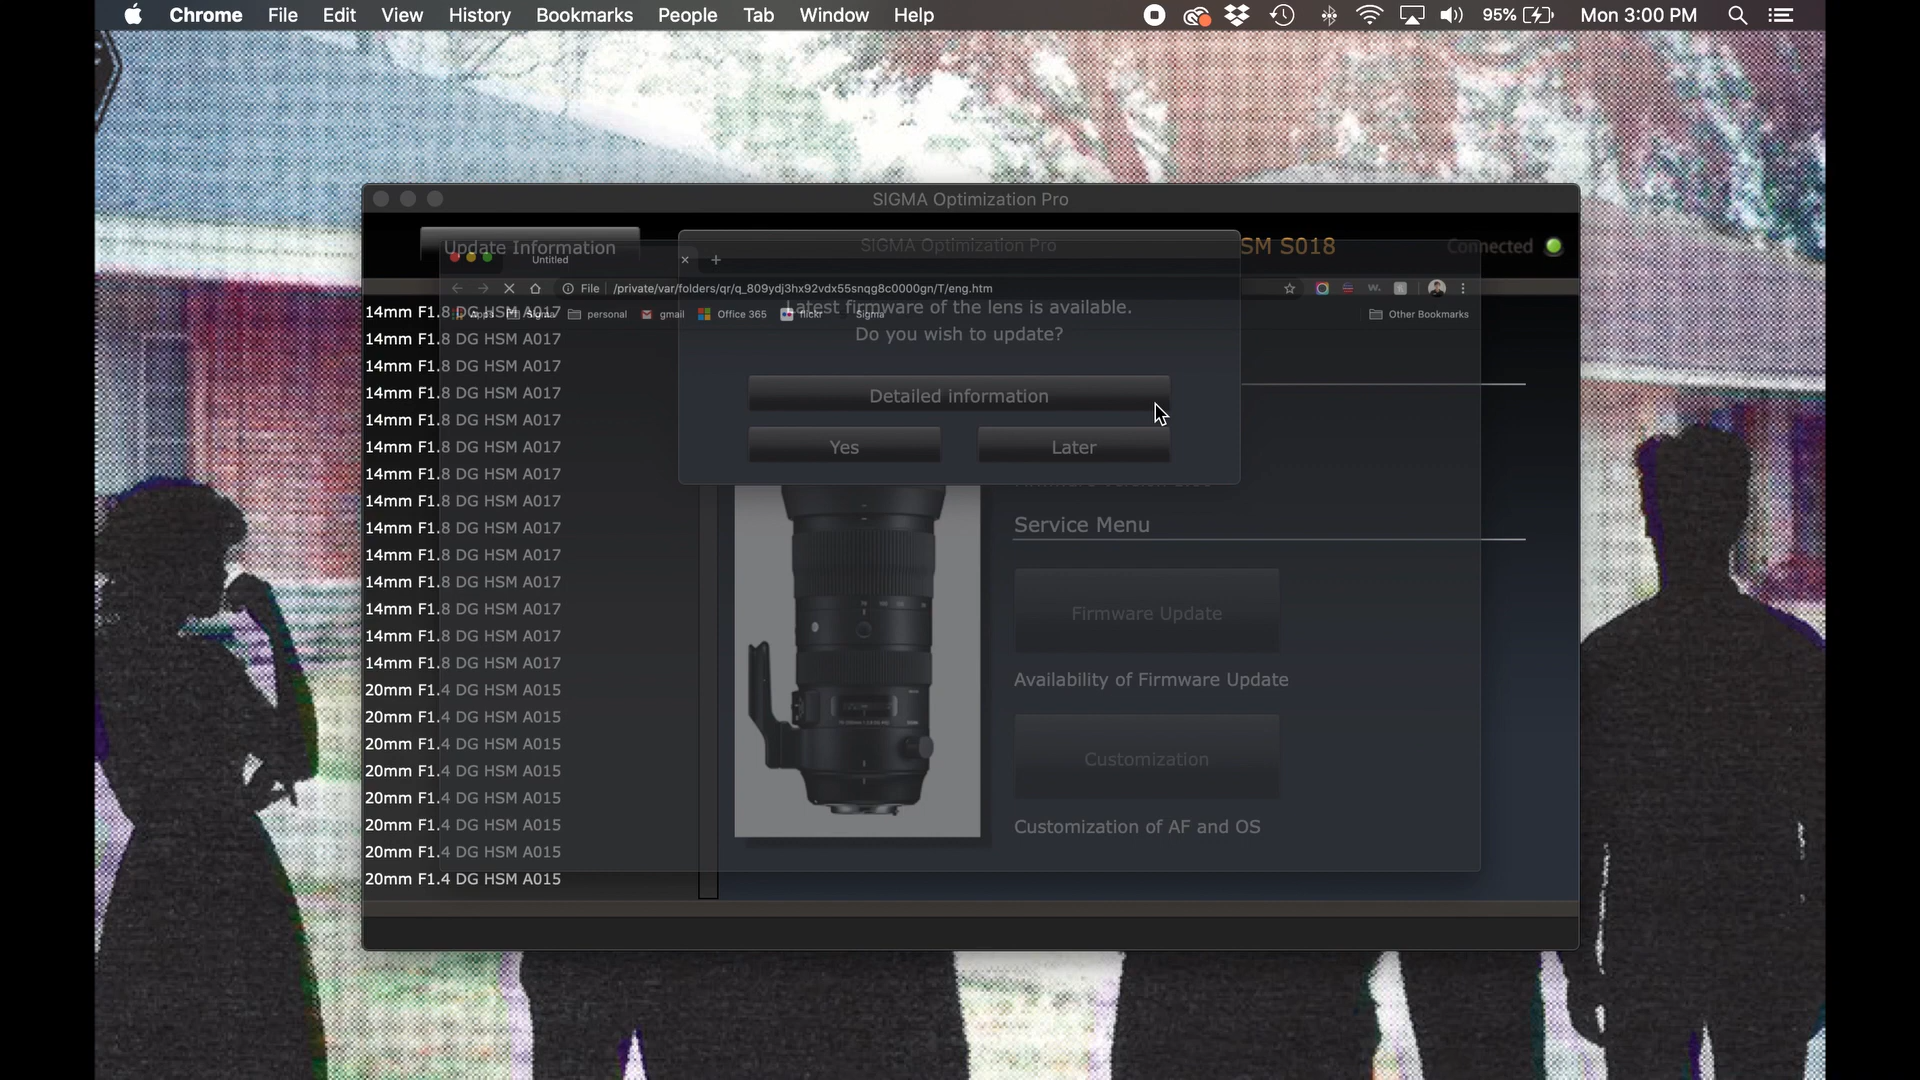 Chrome File Edit View History Bookmarks People Tab Window Help
95% Mon 3:00 PM
SIGMA Optimization Pro
Update Information
SIGMA Optimization Pro
SM S018
Connected
Untitled
File /private/var/folders/qr/q_809ydj3hx92vdx55snqg8c0000gn/T/eng.htm
personal gmail Office 365 flickr Sigma Other Bookmarks
Latest firmware of the lens is available.
Do you wish to update?
Detailed information
Yes
Later
14mm F1.8 DG HSM A017
14mm F1.8 DG HSM A017
14mm F1.8 DG HSM A017
14mm F1.8 DG HSM A017
14mm F1.8 DG HSM A017
14mm F1.8 DG HSM A017
14mm F1.8 DG HSM A017
14mm F1.8 DG HSM A017
14mm F1.8 DG HSM A017
14mm F1.8 DG HSM A017
14mm F1.8 DG HSM A017
14mm F1.8 DG HSM A017
14mm F1.8 DG HSM A017
14mm F1.8 DG HSM A017
20mm F1.4 DG HSM A015
20mm F1.4 DG HSM A015
20mm F1.4 DG HSM A015
20mm F1.4 DG HSM A015
20mm F1.4 DG HSM A015
20mm F1.4 DG HSM A015
20mm F1.4 DG HSM A015
20mm F1.4 DG HSM A015
Service Menu
Firmware Update
Availability of Firmware Update
Customization
Customization of AF and OS